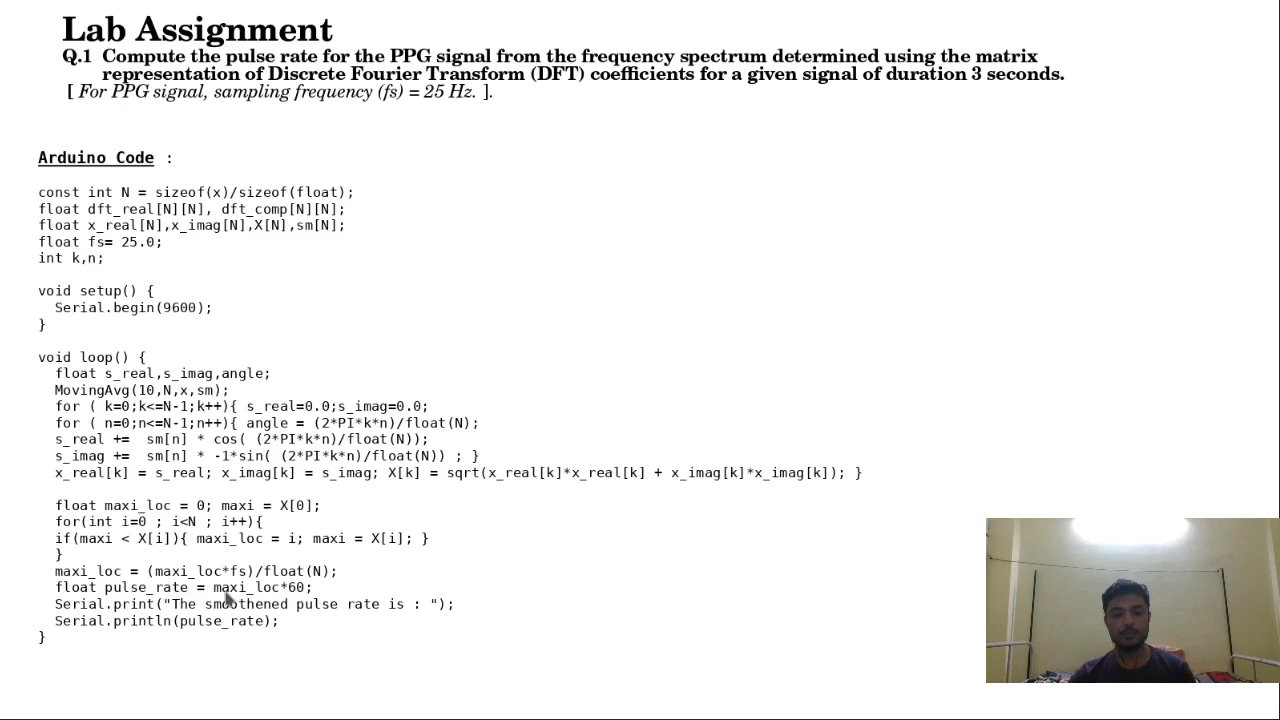 Lab Assignment
Q.1 Compute the pulse rate for the PPG signal from the frequency spectrum determined using the matrix
representation of Discrete Fourier Transform (DFT) coefficients for a given signal of duration 3 seconds.
[ For PPG signal, sampling frequency (fs) = 25 Hz. ].
Arduino Code :
const int N = sizeof(x)/sizeof(float);
float dft_real[N][N], dft_comp[N][N];
float x_real[N],x_imag[N],X[N],sm[N];
float fs= 25.0;
int k,n;
void setup() {
Serial.begin(9600);
}
void loop() {
float s_real,s_imag,angle;
MovingAvg(10,N,x,sm);
for ( k=0;k<=N-1;k++){ s_real=0.0;s_imag=0.0;
for ( n=0;n<=N-1;n++){ angle = (2*PI*k*n)/float(N);
s_real +=  sm[n] * cos( (2*PI*k*n)/float(N));
s_imag +=  sm[n] * -1*sin( (2*PI*k*n)/float(N)) ; }
x_real[k] = s_real; x_imag[k] = s_imag; X[k] = sqrt(x_real[k]*x_real[k] + x_imag[k]*x_imag[k]); }
float maxi_loc = 0; maxi = X[0];
for(int i=0 ; i<N ; i++){
if(maxi < X[i]){ maxi_loc = i; maxi = X[i]; }
}
maxi_loc = (maxi_loc*fs)/float(N);
float pulse_rate = maxi_loc*60;
Serial.print("The smoothened pulse rate is : ");
Serial.println(pulse_rate);
}